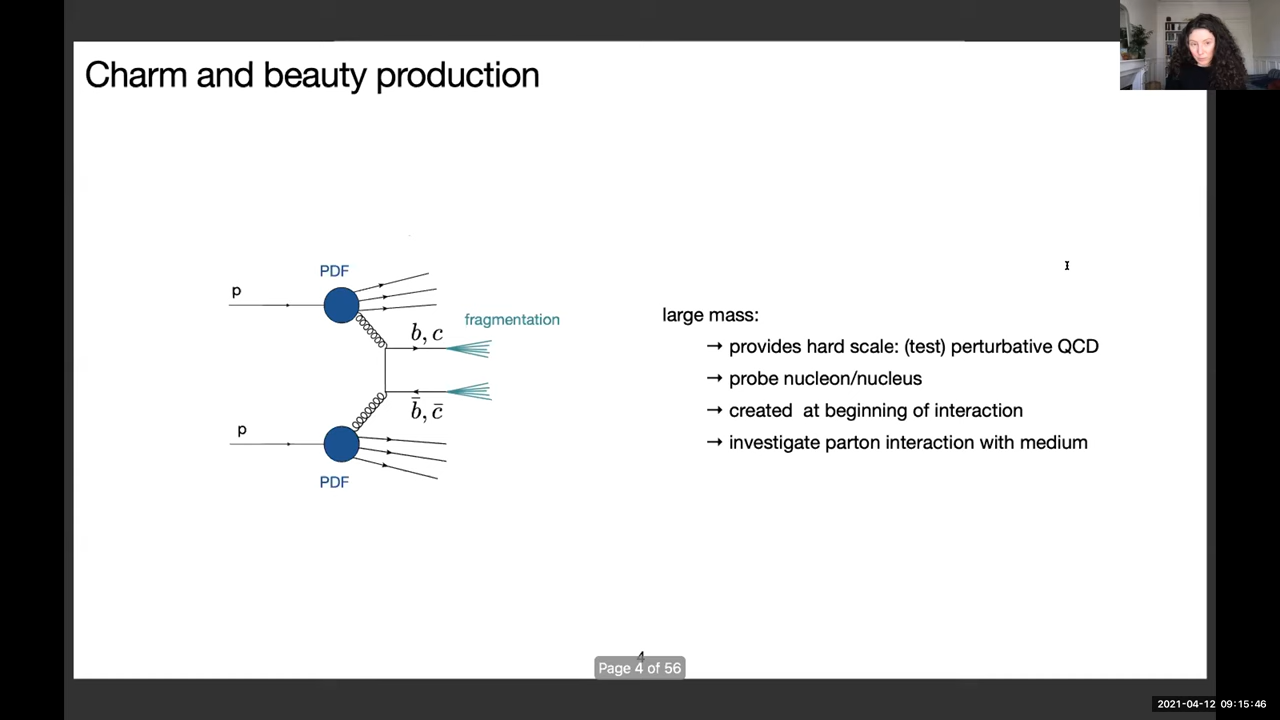 Charm and beauty production
PDF
p
b, c
fragmentation
b̄, c̄
p
PDF
large mass:
→ provides hard scale: (test) perturbative QCD
→ probe nucleon/nucleus
→ created at beginning of interaction
→ investigate parton interaction with medium
4
Page 4 of 56
2021-04-12 09:15:46